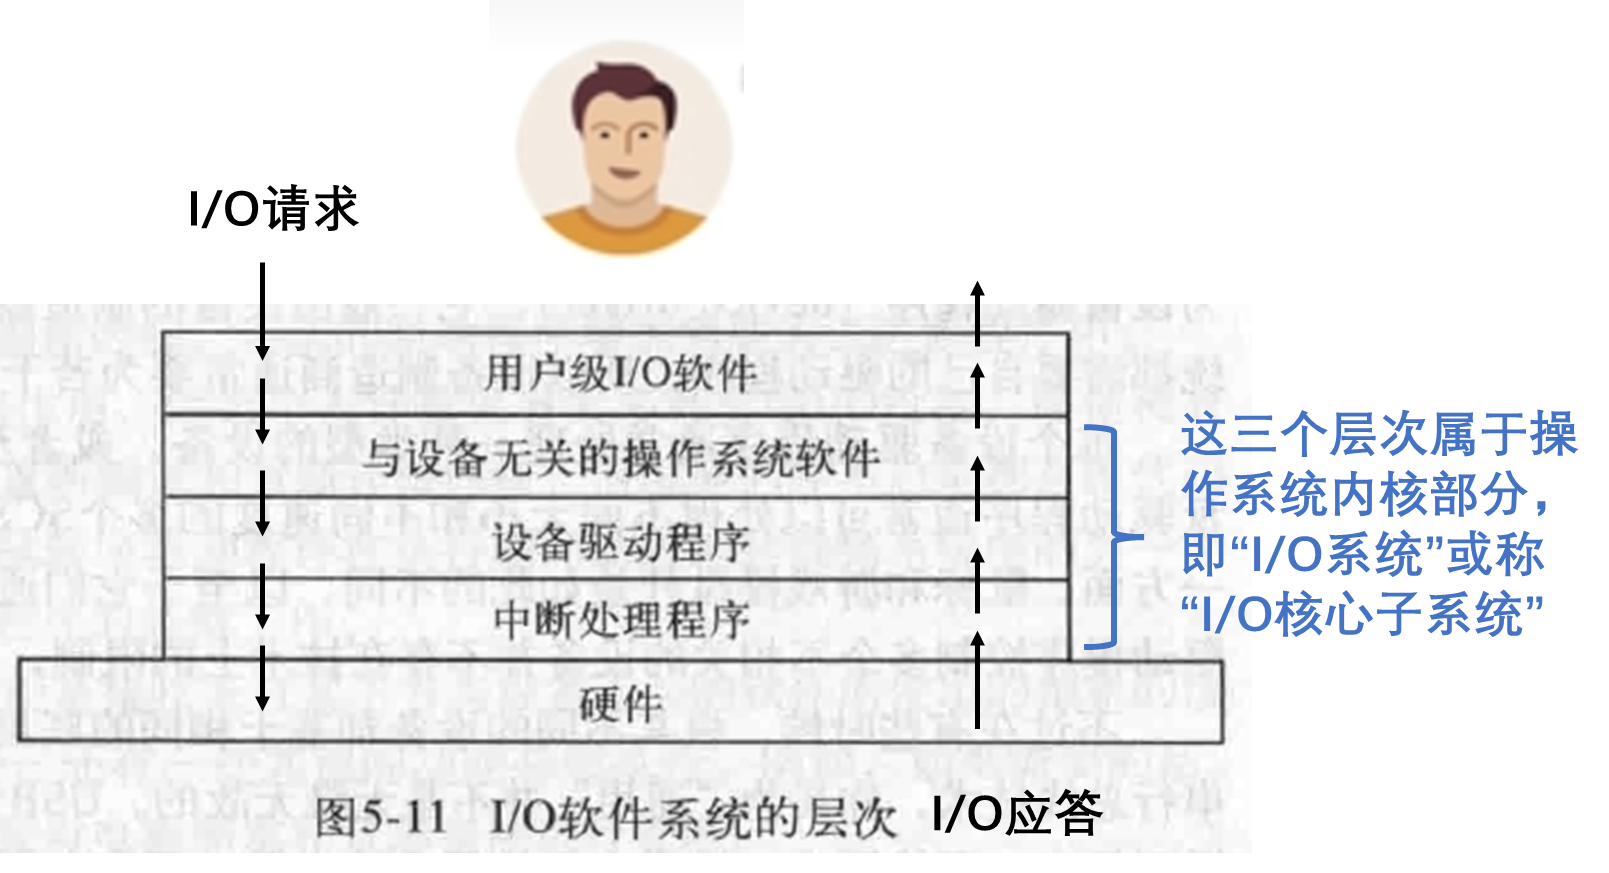 I/O请求
用户级I/O软件
与设备无关的操作系统软件
设备驱动程序
中断处理程序
硬件
这三个层次属于操
作系统内核部分，
即“I/O系统”或称
“I/O核心子系统”
图5-11 I/O软件系统的层次
I/O应答